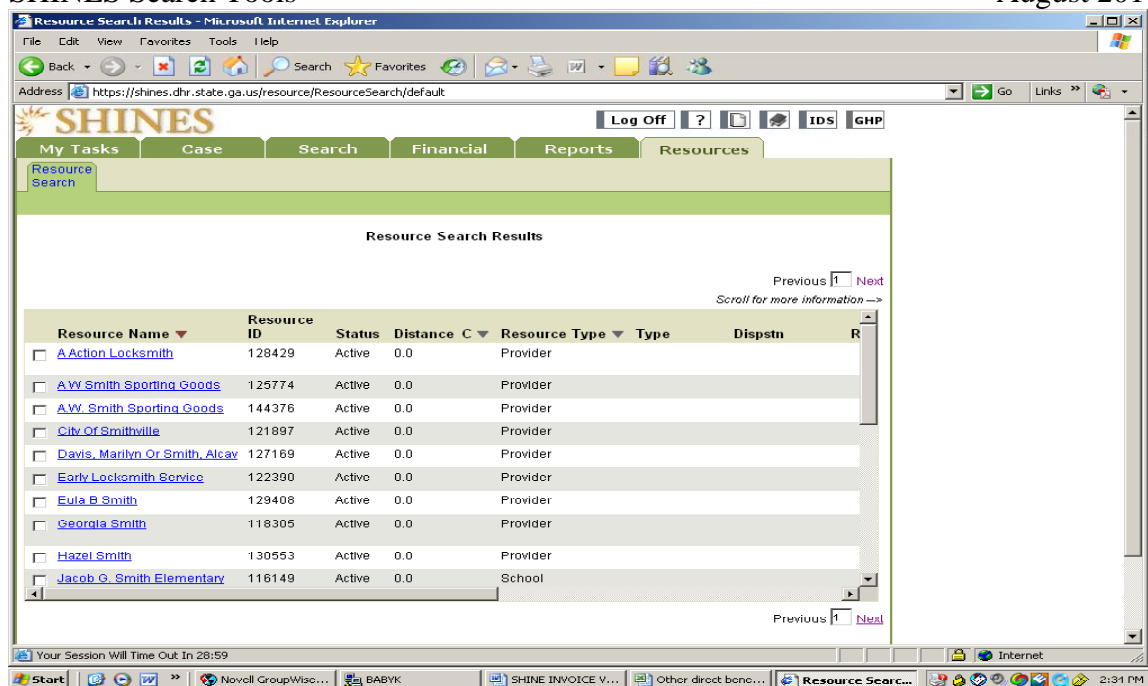 SHINES Search Tools August 201
Resource Search Results - Microsoft Internet Explorer
File Edit View Favorites Tools Help
Back Search Favorites
Address https://shines.dhr.state.ga.us/resource/ResourceSearch/default Go Links »
SHINES Log Off ? IDS GHP
My Tasks Case Search Financial Reports Resources
Resource
Search
Resource Search Results
Previous 1 Next
Scroll for more information -->
Resource Name Resource ID Status Distance C Resource Type Type Dispstn R
A Action Locksmith 128429 Active 0.0 Provider
A W Smith Sporting Goods 125774 Active 0.0 Provider
A.W. Smith Sporting Goods 144376 Active 0.0 Provider
City Of Smithville 121897 Active 0.0 Provider
Davis, Marilyn Or Smith, Alcav 127169 Active 0.0 Provider
Early Locksmith Service 122390 Active 0.0 Provider
Eula B Smith 129408 Active 0.0 Provider
Georgia Smith 118305 Active 0.0 Provider
Hazel Smith 130553 Active 0.0 Provider
Jacob G. Smith Elementary 116149 Active 0.0 School
Previous 1 Next
Your Session Will Time Out In 28:59 Internet
Start » Novell GroupWisc... BABYK SHINE INVOICE V... Other direct benc... Resource Searc... 2:31 PM